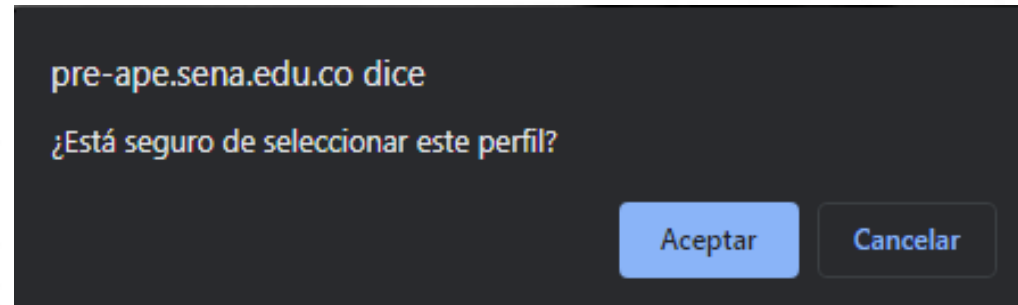 pre-ape.sena.edu.co dice
¿Está seguro de seleccionar este perfil?
Aceptar Cancelar